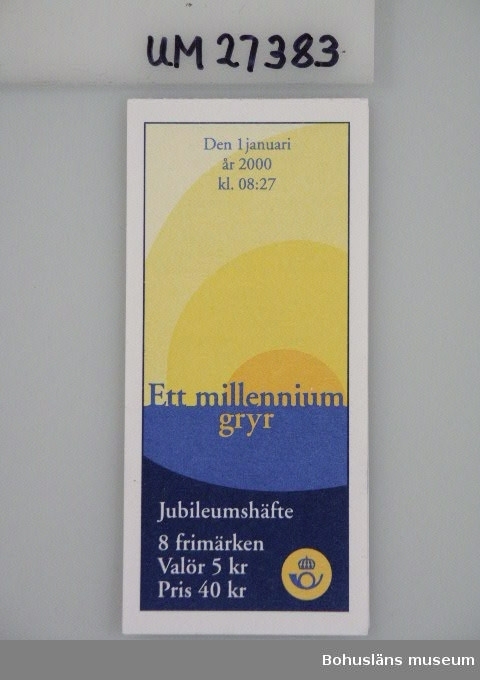 UM 27383
Den 1 januari
år 2000
kl. 08:27
Ett millennium
gryr
Jubileumshäfte
8 frimärken
Valör 5 kr
Pris 40 kr
Bohusläns museum